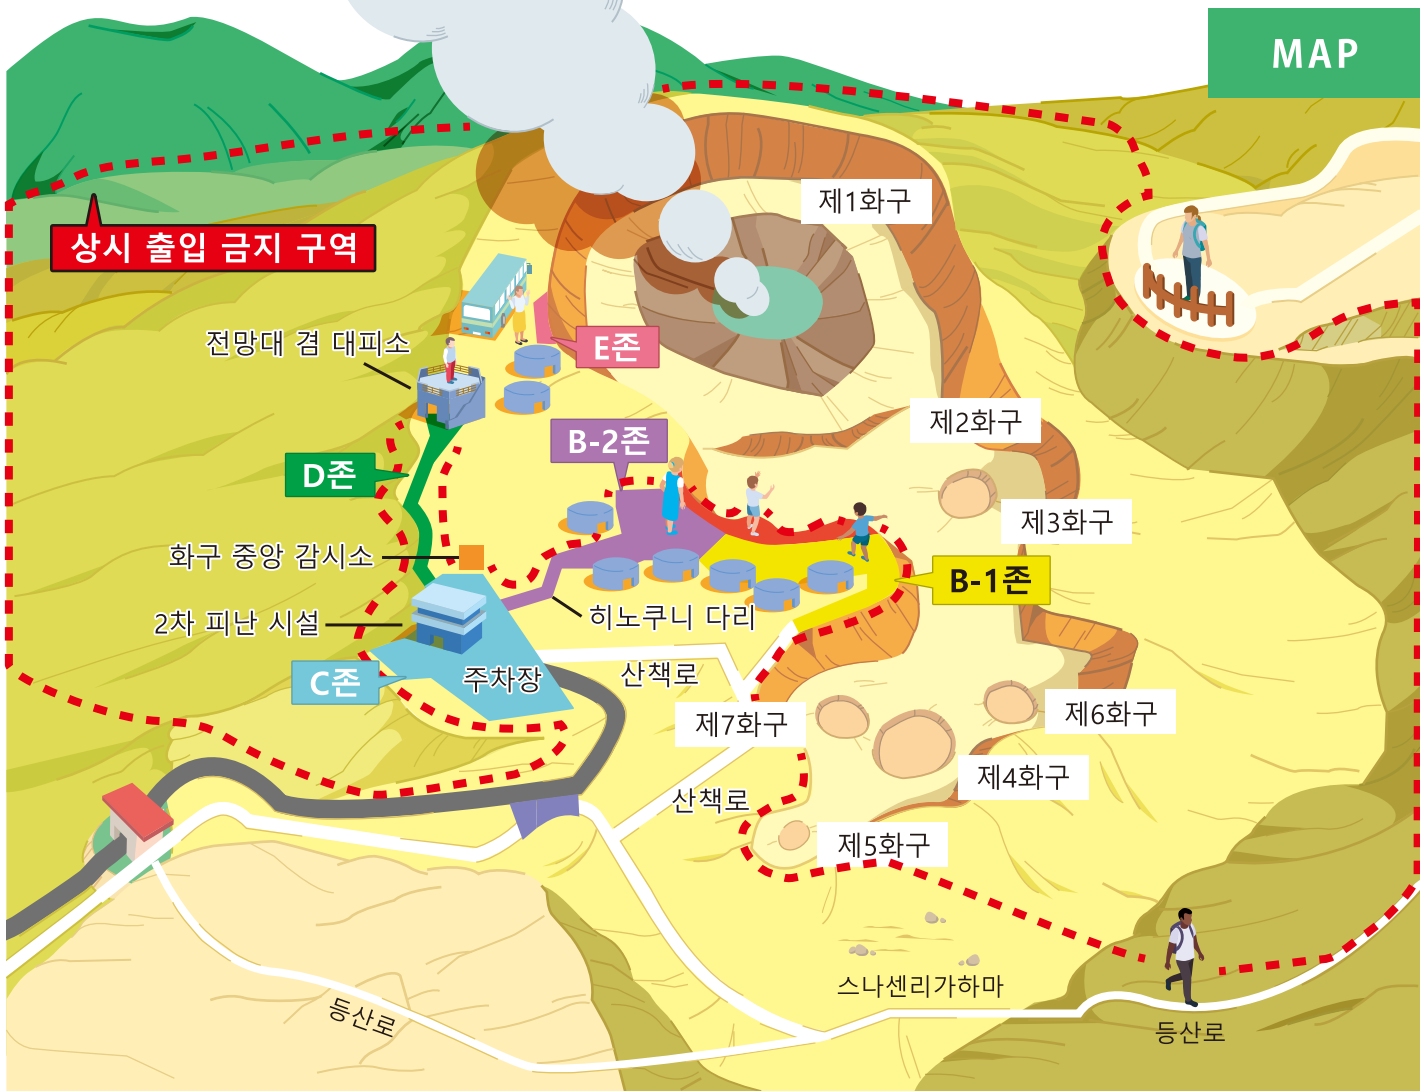 MAP
제1화구
상시 출입 금지 구역
전망대 겸 대피소
E존
제2화구
B-2존
D존
제3화구
화구 중앙 감시소
B-1존
2차 피난 시설
히노쿠니 다리
C존
주차장
산책로
제7화구
제6화구
제4화구
산책로
제5화구
스나센리가하마
등산로
등산로